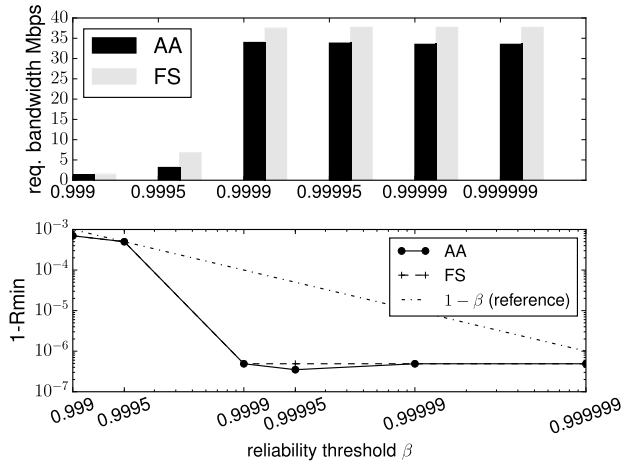 req. bandwidth Mbps
40
35
30
25
20
15
10
5
0
AA
FS
0.999 0.9995 0.9999 0.99995 0.99999 0.999999
1-Rmin
10⁻³
10⁻⁴
10⁻⁵
10⁻⁶
10⁻⁷
AA
FS
1 − β (reference)
0.999 0.9995 0.9999 0.99995 0.99999 0.999999
reliability threshold β